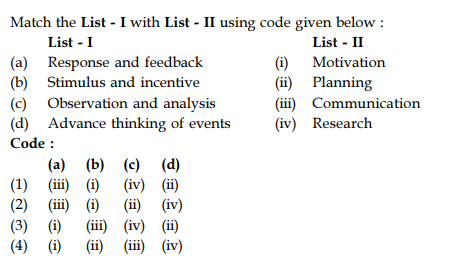 Match the List - I with List - II using code given below :
List - I List - II
(a) Response and feedback (i) Motivation
(b) Stimulus and incentive (ii) Planning
(c) Observation and analysis (iii) Communication
(d) Advance thinking of events (iv) Research
Code :
(a) (b) (c) (d)
(1) (iii) (i) (iv) (ii)
(2) (iii) (i) (ii) (iv)
(3) (i) (iii) (iv) (ii)
(4) (i) (ii) (iii) (iv)